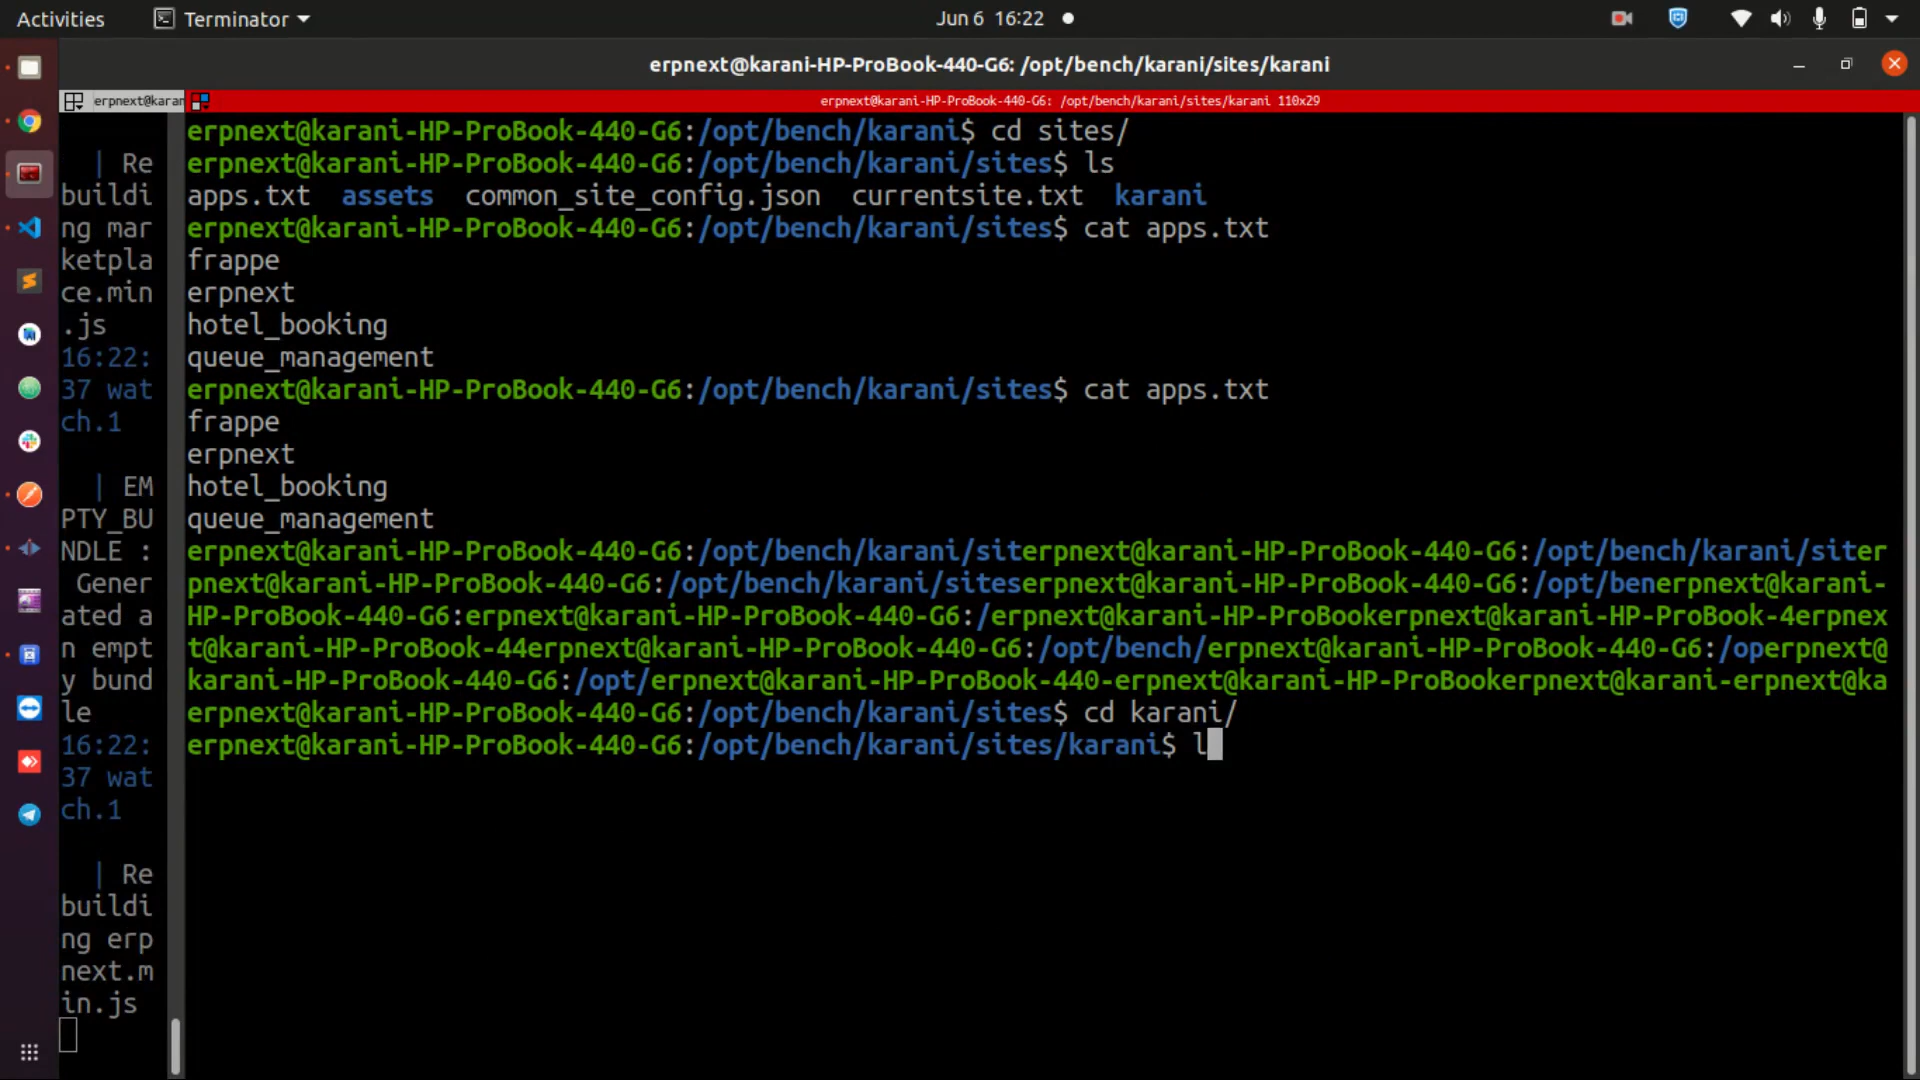 Activities
Terminator
Jun 6 16:22
erpnext@karani-HP-ProBook-440-G6: /opt/bench/karani/sites/karani
erpnext@karan
erpnext@karani-HP-ProBook-440-G6: /opt/bench/karani/sites/karani 110x29
| Re
buildi
ng mar
ketpla
ce.min
.js
16:22:
37 wat
ch.1
| EM
PTY_BU
NDLE :
Gener
ated a
n empt
y bund
le
16:22:
37 wat
ch.1
| Re
buildi
ng erp
next.m
in.js
erpnext@karani-HP-ProBook-440-G6:/opt/bench/karani$ cd sites/
erpnext@karani-HP-ProBook-440-G6:/opt/bench/karani/sites$ ls
apps.txt assets common_site_config.json currentsite.txt karani
erpnext@karani-HP-ProBook-440-G6:/opt/bench/karani/sites$ cat apps.txt
frappe
erpnext
hotel_booking
queue_management
erpnext@karani-HP-ProBook-440-G6:/opt/bench/karani/sites$ cat apps.txt
frappe
erpnext
hotel_booking
queue_management
erpnext@karani-HP-ProBook-440-G6:/opt/bench/karani/siterpnext@karani-HP-ProBook-440-G6:/opt/bench/karani/siter
pnext@karani-HP-ProBook-440-G6:/opt/bench/karani/siteserpnext@karani-HP-ProBook-440-G6:/opt/benerpnext@karani-
HP-ProBook-440-G6:erpnext@karani-HP-ProBook-440-G6:/erpnext@karani-HP-ProBookerpnext@karani-HP-ProBook-4erpnex
t@karani-HP-ProBook-44erpnext@karani-HP-ProBook-440-G6:/opt/bench/erpnext@karani-HP-ProBook-440-G6:/operpnext@
karani-HP-ProBook-440-G6:/opt/erpnext@karani-HP-ProBook-440-erpnext@karani-HP-ProBookerpnext@karani-erpnext@ka
erpnext@karani-HP-ProBook-440-G6:/opt/bench/karani/sites$ cd karani/
erpnext@karani-HP-ProBook-440-G6:/opt/bench/karani/sites/karani$ l